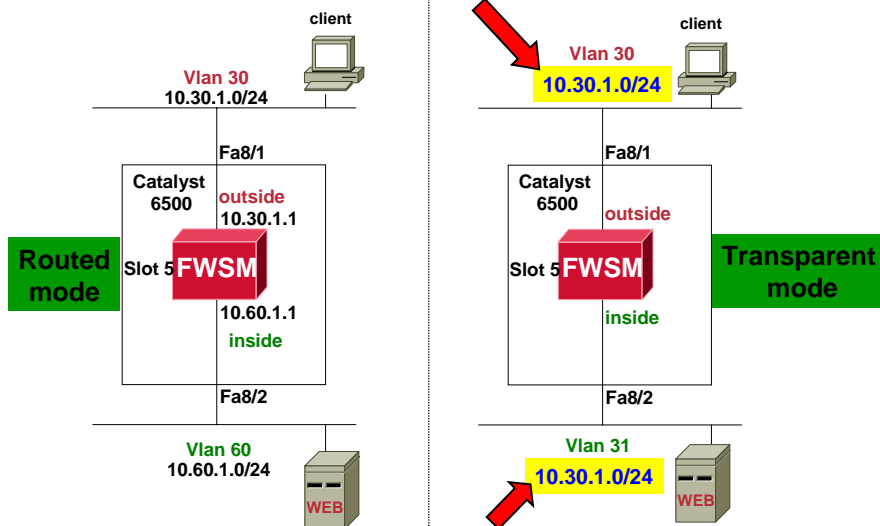 client
Vlan 30
10.30.1.0/24
Fa8/1
Catalyst
6500
outside
10.30.1.1
Routed
mode
Slot 5
FWSM
10.60.1.1
inside
Fa8/2
Vlan 60
10.60.1.0/24
WEB
client
Vlan 30
10.30.1.0/24
Fa8/1
Catalyst
6500
outside
Slot 5
FWSM
Transparent
mode
inside
Fa8/2
Vlan 31
10.30.1.0/24
WEB